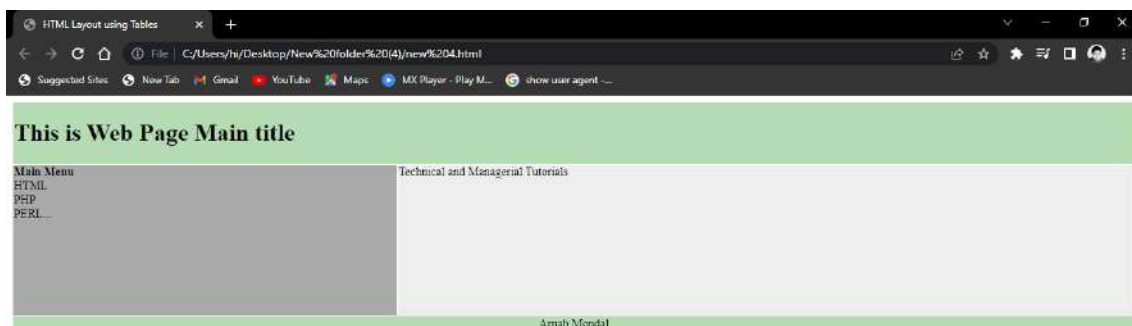 HTML Layout using Tables
File C:/Users/hi/Desktop/New%20folder%20(4)/new%204.html
Suggested Sites New Tab Gmail YouTube Maps MX Player - Play M... show user agent -...
This is Web Page Main title
Main Menu Technical and Managerial Tutorials
HTML
PHP
PERL...
Arnab Mondal